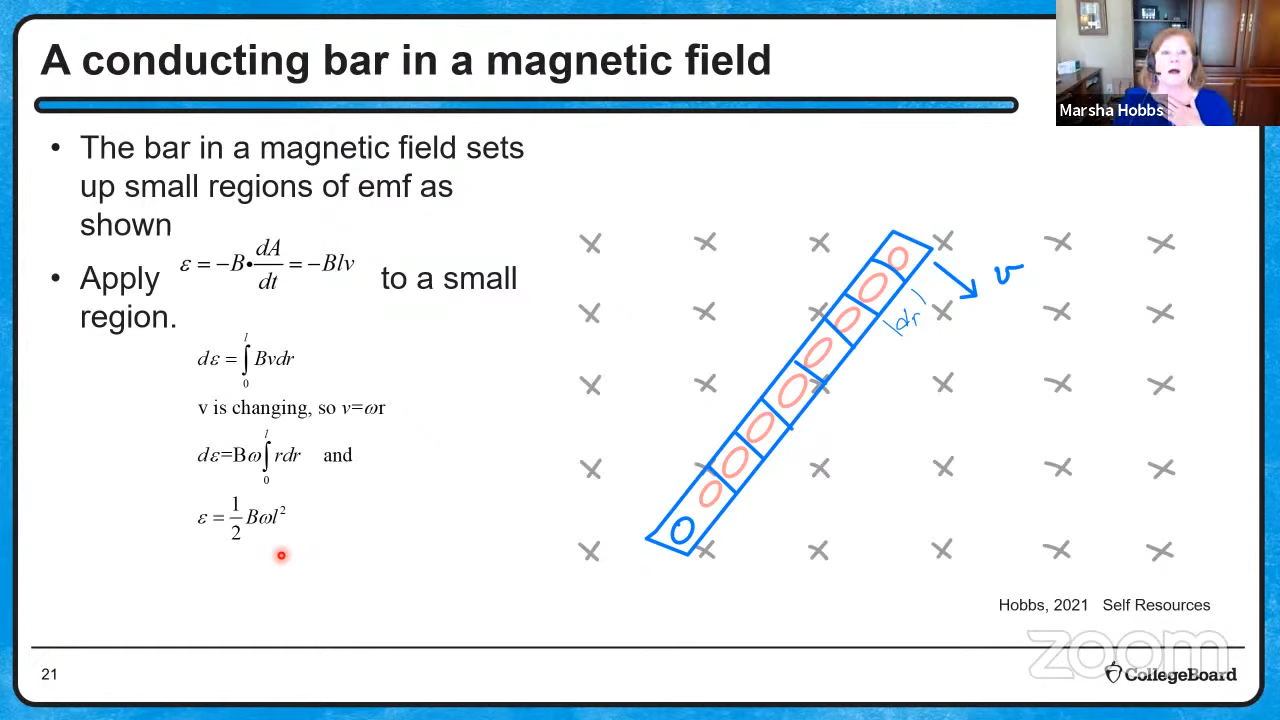 A conducting bar in a magnetic field
Marsha Hobbs
• The bar in a magnetic field sets
up small regions of emf as
shown
• Apply ε = −B•dA/dt = −Blv to a small
region.
dε = ∫₀ˡ Bvdr
v is changing, so v=ωr
dε=Bω∫₀ˡ rdr and
ε = 1/2 Bωl²
v
|dr|
Hobbs, 2021 Self Resources
zoom
21
CollegeBoard